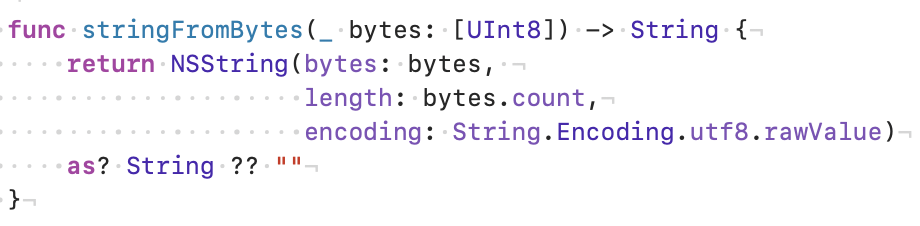 func stringFromBytes(_ bytes: [UInt8]) -> String {
    return NSString(bytes: bytes, 
                    length: bytes.count,
                    encoding: String.Encoding.utf8.rawValue)
    as? String ?? ""
}